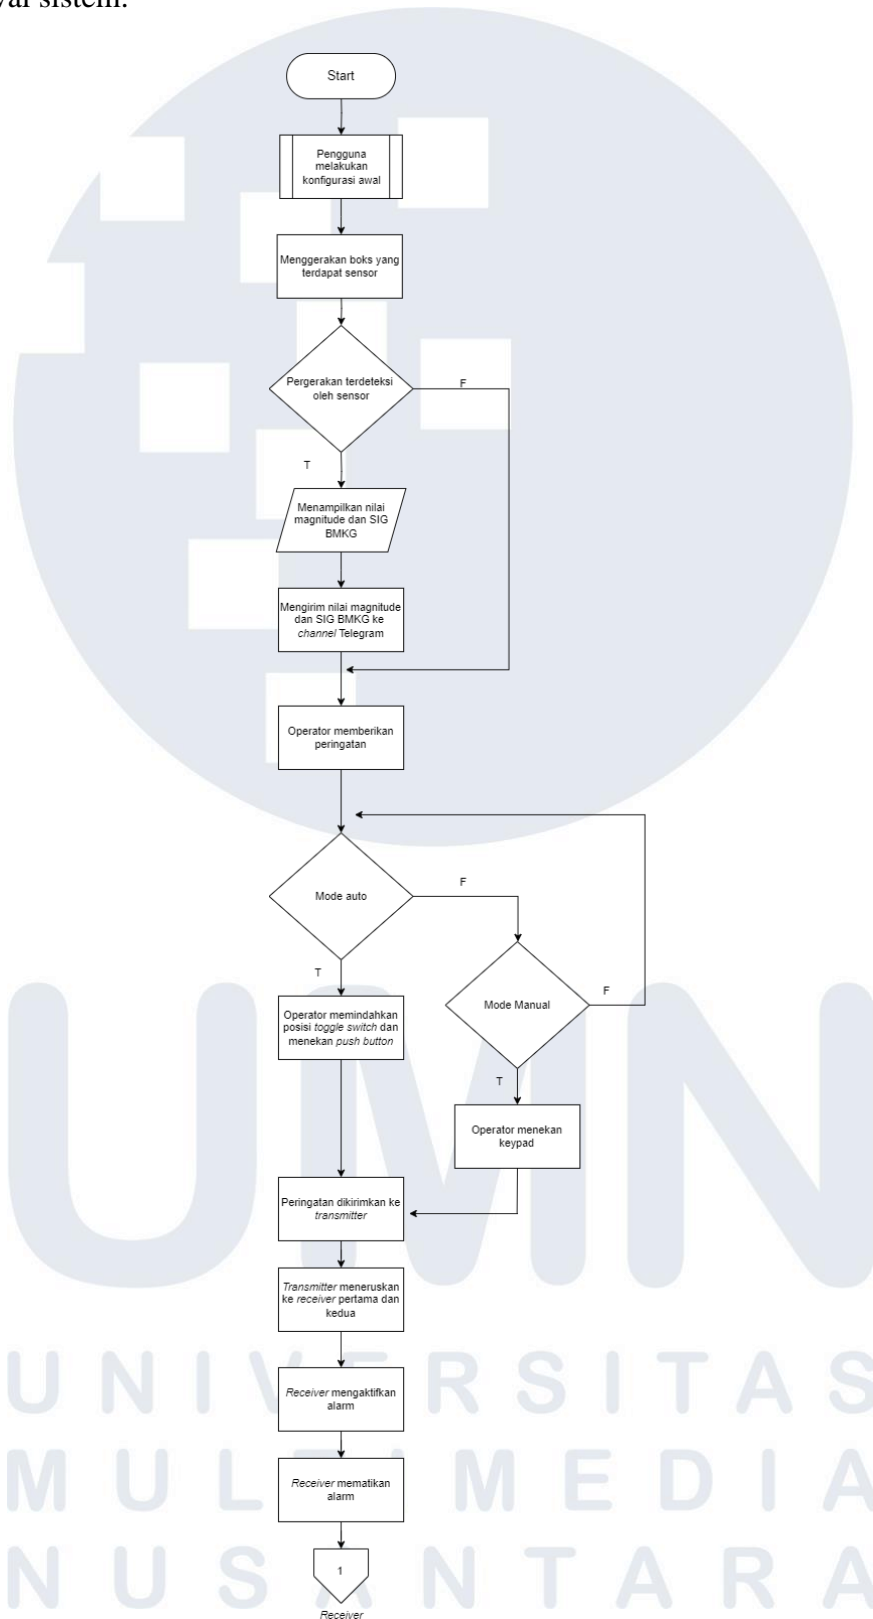 sistem.
Start
Pengguna
melakukan
konfigurasi awal
Menggerakan boks yang
terdapat sensor
Pergerakan terdeteksi
oleh sensor
F
T
Menampilkan nilai
magnitude dan SIG
BMKG
Mengirim nilai magnitude
dan SIG BMKG ke
channel Telegram
Operator memberikan
peringatan
Mode auto
F
T
Mode Manual
F
Operator memindahkan
posisi toggle switch dan
menekan push button
T
Operator menekan
keypad
Peringatan dikirimkan ke
transmitter
Transmitter meneruskan
ke receiver pertama dan
kedua
Receiver mengaktifkan
alarm
Receiver mematikan
alarm
1
Receiver
UMN
UNIVERSITAS
MULTIMEDIA
NUSANTARA